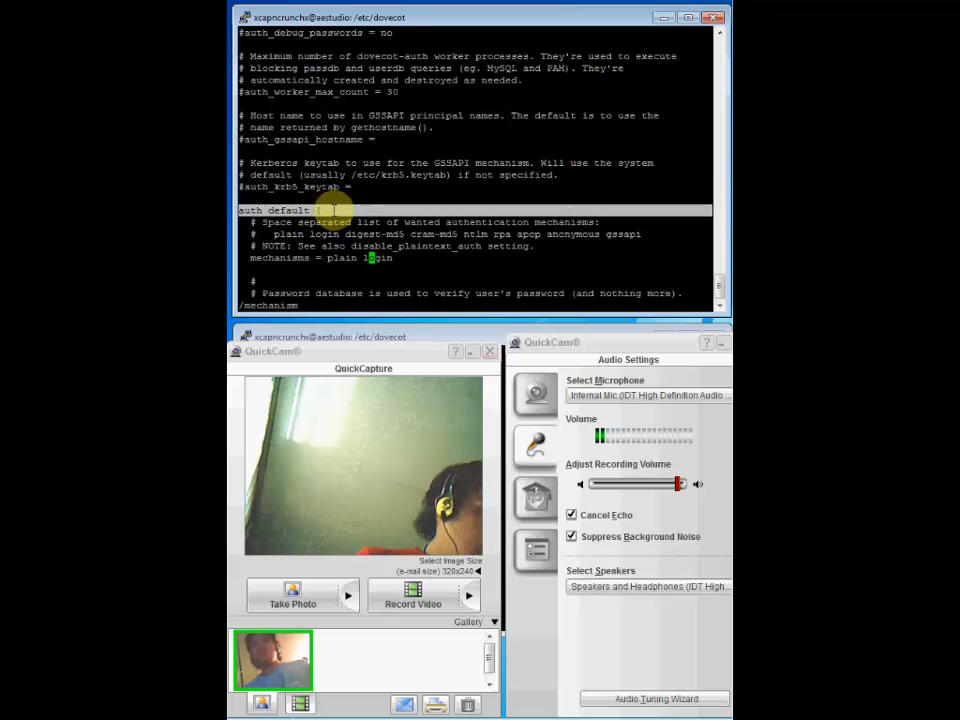 xcapncrunchx@aestudio: /etc/dovecot
#auth_debug_passwords = no
# Maximum number of dovecot-auth worker processes. They're used to execute
# blocking passdb and userdb queries (eg. MySQL and PAM). They're
# automatically created and destroyed as needed.
#auth_worker_max_count = 30
# Host name to use in GSSAPI principal names. The default is to use the
# name returned by gethostname().
#auth_gssapi_hostname =
# Kerberos keytab to use for the GSSAPI mechanism. Will use the system
# default (usually /etc/krb5.keytab) if not specified.
#auth_krb5_keytab =
auth default {
# Space separated list of wanted authentication mechanisms:
#   plain login digest-md5 cram-md5 ntlm rpa apop anonymous gssapi
# NOTE: See also disable_plaintext_auth setting.
mechanisms = plain login
#
# Password database is used to verify user's password (and nothing more).
/mechanism
xcapncrunchx@aestudio: /etc/dovecot
QuickCam®
?
QuickCapture
Select Image Size
(e-mail size) 320x240
Take Photo
Record Video
Gallery
QuickCam®
?
Audio Settings
Select Microphone
Internal Mic (IDT High Definition Audio ...
Volume
Adjust Recording Volume
Cancel Echo
Suppress Background Noise
Select Speakers
Speakers and Headphones (IDT High...
Audio Tuning Wizard